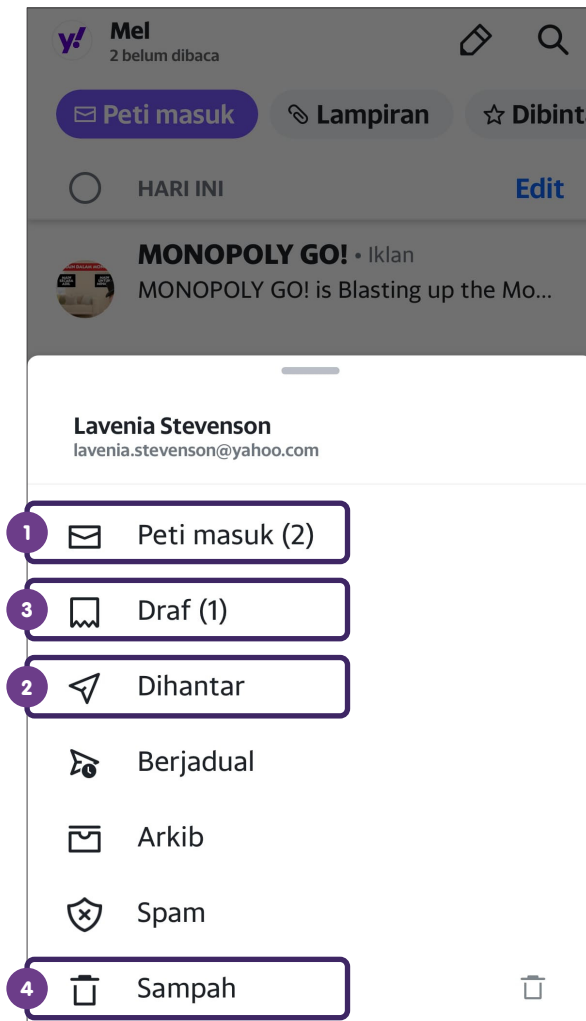 y!
Mel
2 belum dibaca
Peti masuk
Lampiran
Dibint
HARI INI
Edit
MONOPOLY GO! • Iklan
MONOPOLY GO! is Blasting up the Mo...
Lavenia Stevenson
lavenia.stevenson@yahoo.com
1
Peti masuk (2)
3
Draf (1)
2
Dihantar
Berjadual
Arkib
Spam
4
Sampah